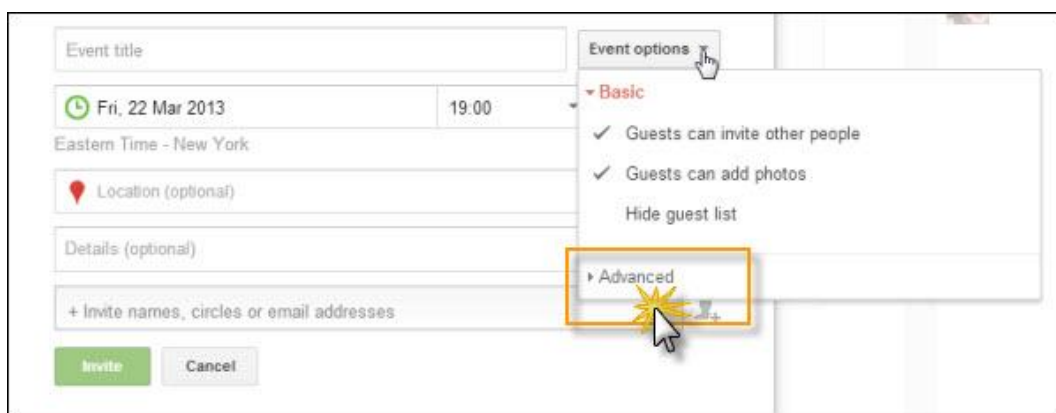 Event title
Event options
Fri, 22 Mar 2013
19:00
Eastern Time - New York
Location (optional)
Details (optional)
+ Invite names, circles or email addresses
Invite
Cancel
Basic
Guests can invite other people
Guests can add photos
Hide guest list
Advanced